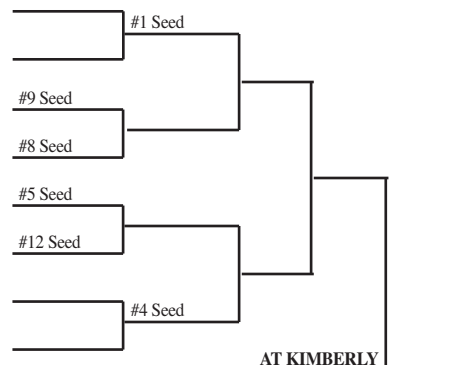 #1 Seed
#9 Seed
#8 Seed
#5 Seed
#12 Seed
#4 Seed
AT KIMBERLY